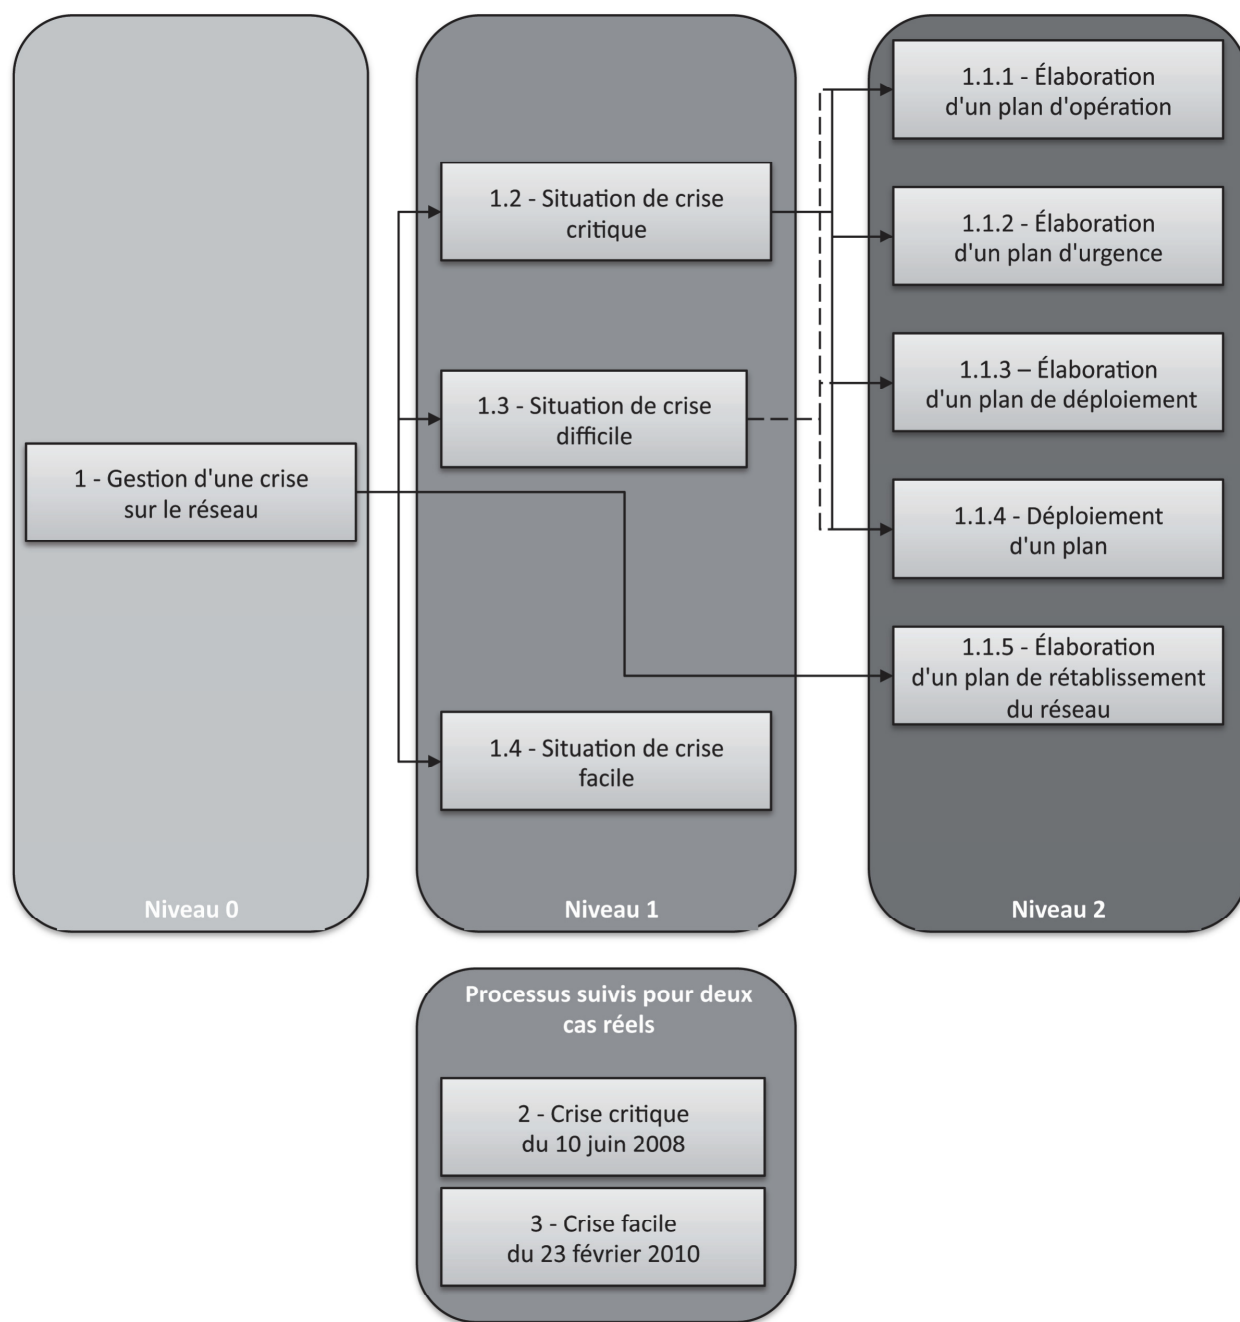 1 - Gestion d'une crise
sur le réseau
Niveau 0
1.2 - Situation de crise
critique
1.3 - Situation de crise
difficile
1.4 - Situation de crise
facile
Niveau 1
1.1.1 - Élaboration
d'un plan d'opération
1.1.2 - Élaboration
d'un plan d'urgence
1.1.3 – Élaboration
d'un plan de déploiement
1.1.4 - Déploiement
d'un plan
1.1.5 - Élaboration
d'un plan de rétablissement
du réseau
Niveau 2
Processus suivis pour deux
cas réels
2 - Crise critique
du 10 juin 2008
3 - Crise facile
du 23 février 2010